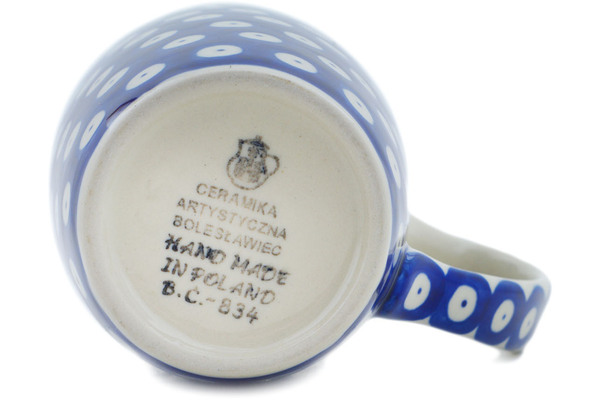 CERAMIKA
ARTYSTYCZNA
BOLESŁAWIEC
HAND MADE
IN POLAND
B.C.-834